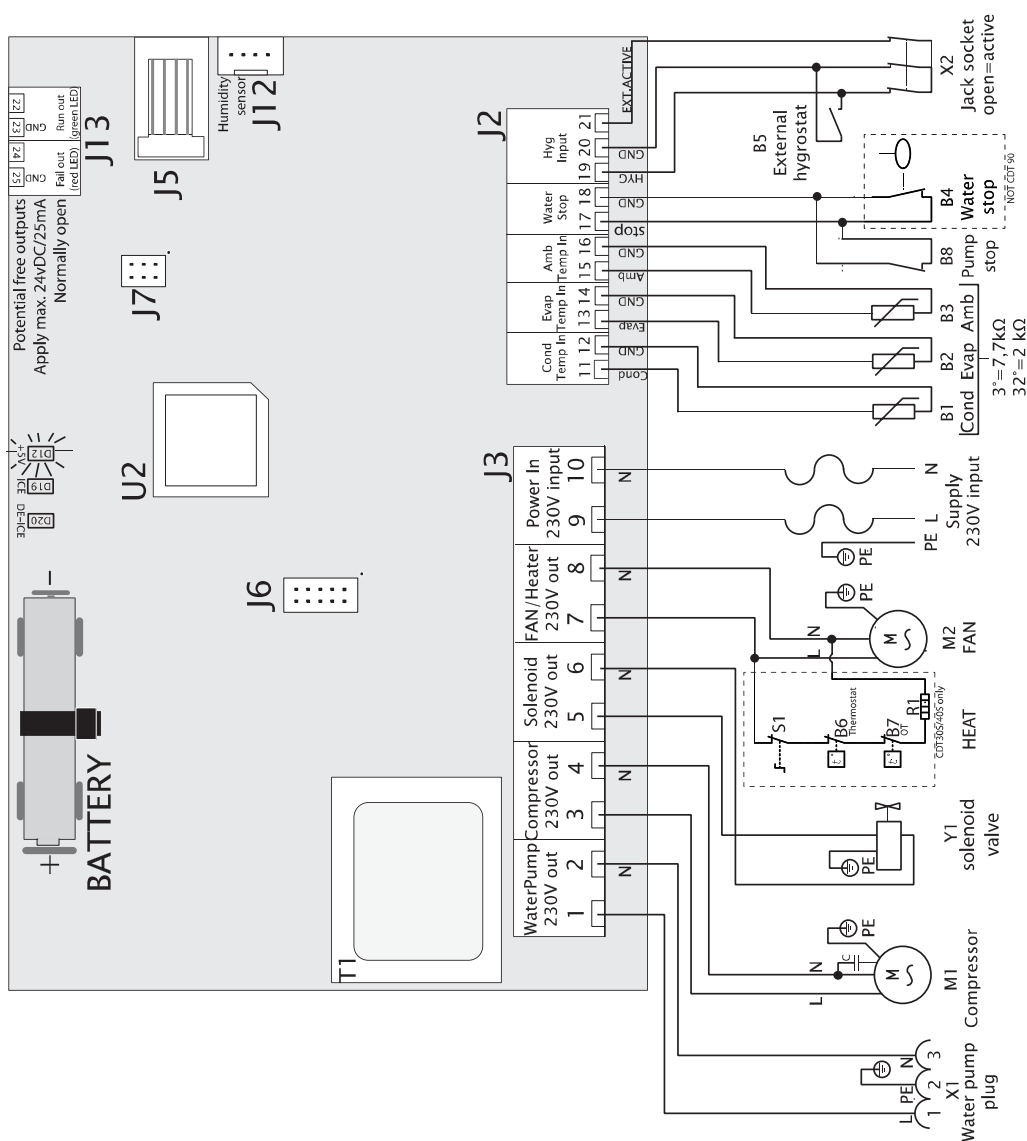 BATTERY
+
−
DE-ICE
D20
ICE
D19
+5V
D12
Potential free outputs
Apply max. 24vDC/25mA
Normally open
25
GND
24
Fail out
(red LED)
23
GND
22
Run out
(green LED)
J13
T1
J6
U2
J7
J5
Humidity
sensor
J12
J3
WaterPump
230V out
1
2
N
Compressor
230V out
3
4
N
Solenoid
230V out
5
6
N
FAN/Heater
230V out
7
8
N
Power In
230V input
9
10
N
J2
Cond
Temp In
11
12
Cond
GND
Evap
Temp In
13
14
Evap
GND
Amb
Temp In
15
16
Amb
GND
Water
Stop
17
18
stop
GND
Hyg
Input
19
20
21
HYG
GND
EXT.ACTIVE
L
PE
N
1
2
3
X1
Water pump
plug
L
N
C
PE
M
M1
Compressor
PE
Y1
solenoid
valve
S1
B6
Thermostat
t°
B7
OT
t°
R1
CDT30S/40S only
HEAT
L
N
PE
M
M2
FAN
PE
PE
L
N
Supply
230V input
B1
B2
B3
Cond
Evap
Amb
3°=7,7kΩ
32°=2 kΩ
B8
Pump
stop
B4
Water
stop
NOT CDT 90
B5
External
hygrostat
X2
Jack socket
open=active